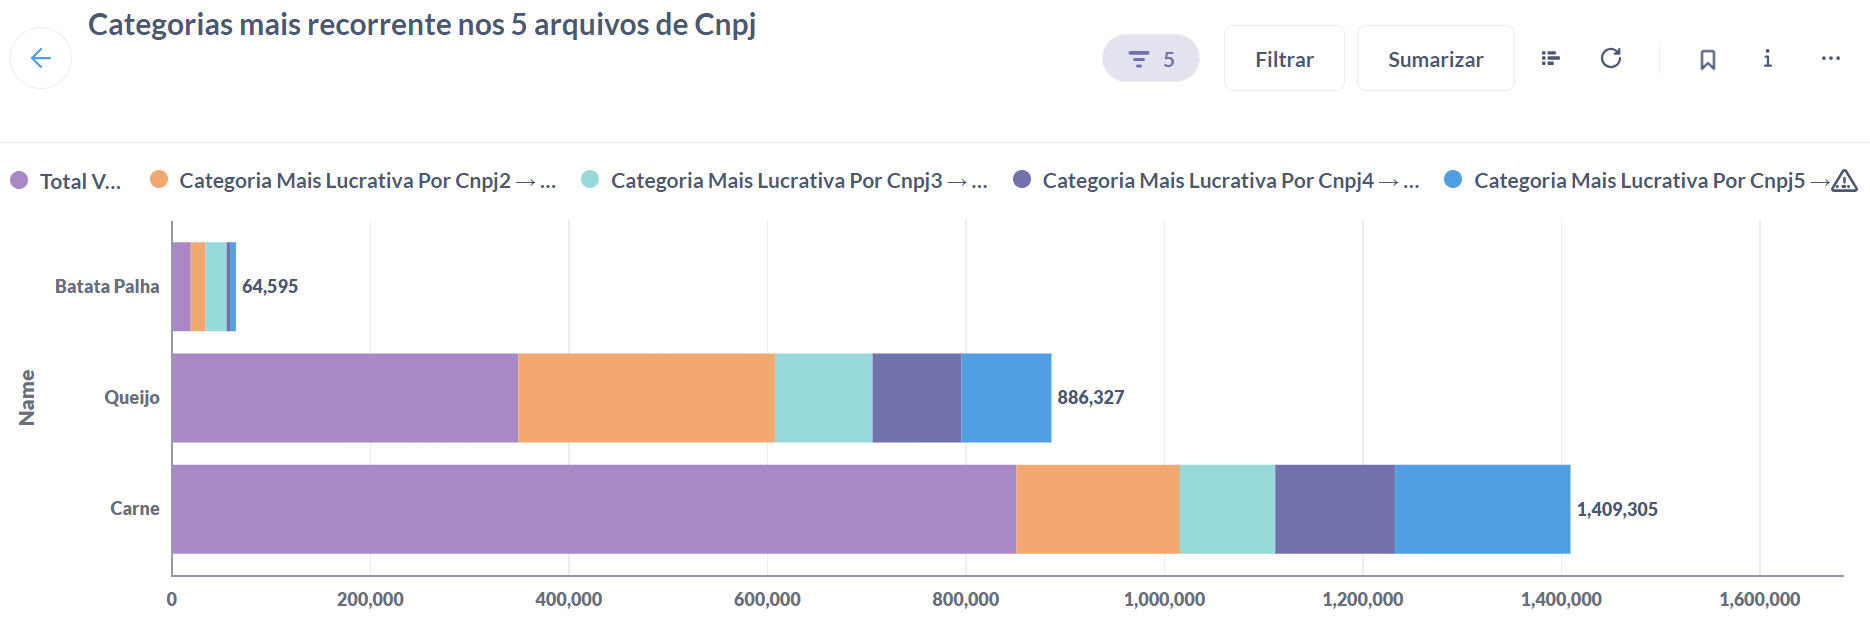 Categorias mais recorrente nos 5 arquivos de Cnpj
5
Filtrar
Sumarizar
Total V...
Categoria Mais Lucrativa Por Cnpj2 → ...
Categoria Mais Lucrativa Por Cnpj3 → ...
Categoria Mais Lucrativa Por Cnpj4 → ...
Categoria Mais Lucrativa Por Cnpj5 → ...
Batata Palha
64,595
Name
Queijo
886,327
Carne
1,409,305
0
200,000
400,000
600,000
800,000
1,000,000
1,200,000
1,400,000
1,600,000